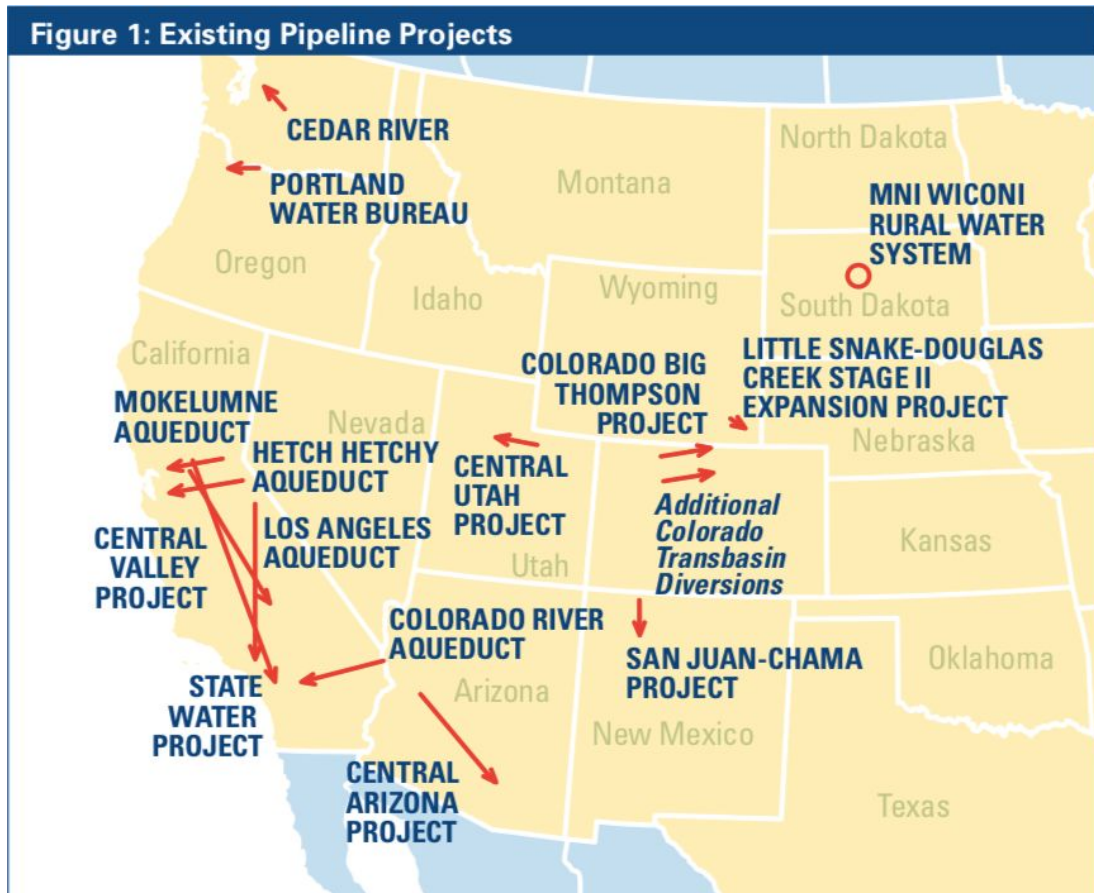 Figure 1: Existing Pipeline Projects
CEDAR RIVER
PORTLAND
WATER BUREAU
North Dakota
Montana
MNI WICONI
RURAL WATER
SYSTEM
Oregon
Idaho
Wyoming
South Dakota
California
Nevada
COLORADO BIG
THOMPSON
PROJECT
LITTLE SNAKE-DOUGLAS
CREEK STAGE II
EXPANSION PROJECT
Nebraska
MOKELUMNE
AQUEDUCT
HETCH HETCHY
AQUEDUCT
CENTRAL
UTAH
PROJECT
Additional
Colorado
Transbasin
Diversions
LOS ANGELES
AQUEDUCT
CENTRAL
VALLEY
PROJECT
Utah
Kansas
COLORADO RIVER
AQUEDUCT
SAN JUAN-CHAMA
PROJECT
Oklahoma
STATE
WATER
PROJECT
Arizona
New Mexico
CENTRAL
ARIZONA
PROJECT
Texas